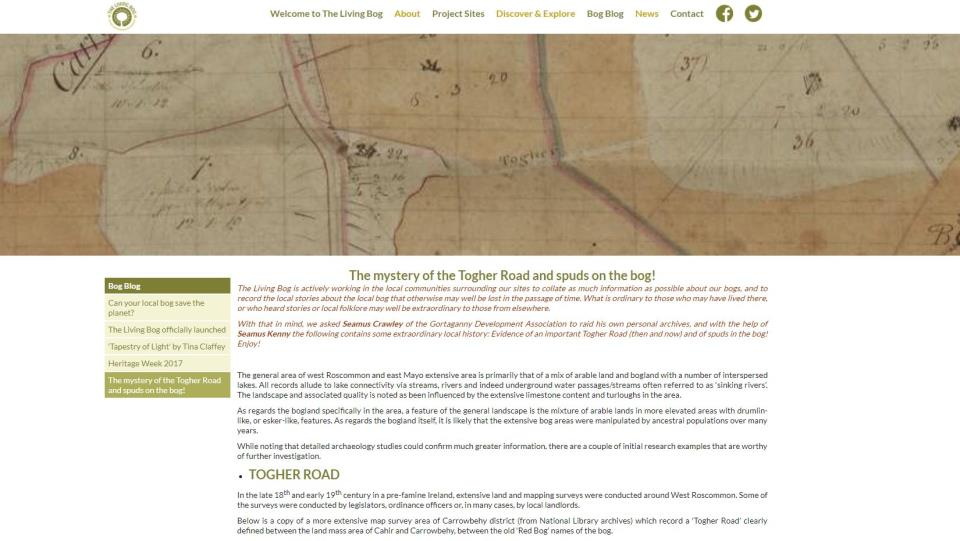 THE LIVING BOG
Welcome to The Living Bog About Project Sites Discover & Explore Bog Blog News Contact
6.
(37)
20
8 . 3 .
36
8.
7.
Togher
Bog Blog
Can your local bog save the
planet?
The Living Bog officially launched
'Tapestry of Light' by Tina Claffey
Heritage Week 2017
The mystery of the Togher Road
and spuds on the bog!
The mystery of the Togher Road and spuds on the bog!
The Living Bog is actively working in the local communities surrounding our sites to collate as much information as possible about our bogs, and to
record the local stories about the local bog that otherwise may well be lost in the passage of time. What is ordinary to those who may have lived there,
or who heard stories or local folklore may well be extraordinary to those from elsewhere.
With that in mind, we asked Seamus Crawley of the Gortaganny Development Association to raid his own personal archives, and with the help of
Seamus Kenny the following contains some extraordinary local history: Evidence of an important Togher Road (then and now) and of spuds in the bog!
Enjoy!
The general area of west Roscommon and east Mayo extensive area is primarily that of a mix of arable land and bogland with a number of interspersed
lakes. All records allude to lake connectivity via streams, rivers and indeed underground water passages/streams often referred to as 'sinking rivers'.
The landscape and associated quality is noted as been influenced by the extensive limestone content and turloughs in the area.
As regards the bogland specifically in the area, a feature of the general landscape is the mixture of arable lands in more elevated areas with drumlin-
like, or esker-like, features. As regards the bogland itself, it is likely that the extensive bog areas were manipulated by ancestral populations over many
years.
While noting that detailed archaeology studies could confirm much greater information, there are a couple of initial research examples that are worthy
of further investigation.
• TOGHER ROAD
In the late 18th and early 19th century in a pre-famine Ireland, extensive land and mapping surveys were conducted around West Roscommon. Some of
the surveys were conducted by legislators, ordinance officers or, in many cases, by local landlords.
Below is a copy of a more extensive map survey area of Carrowbehy district (from National Library archives) which record a 'Togher Road' clearly
defined between the land mass area of Cahir and Carrowbehy, between the old 'Red Bog' names of the bog.